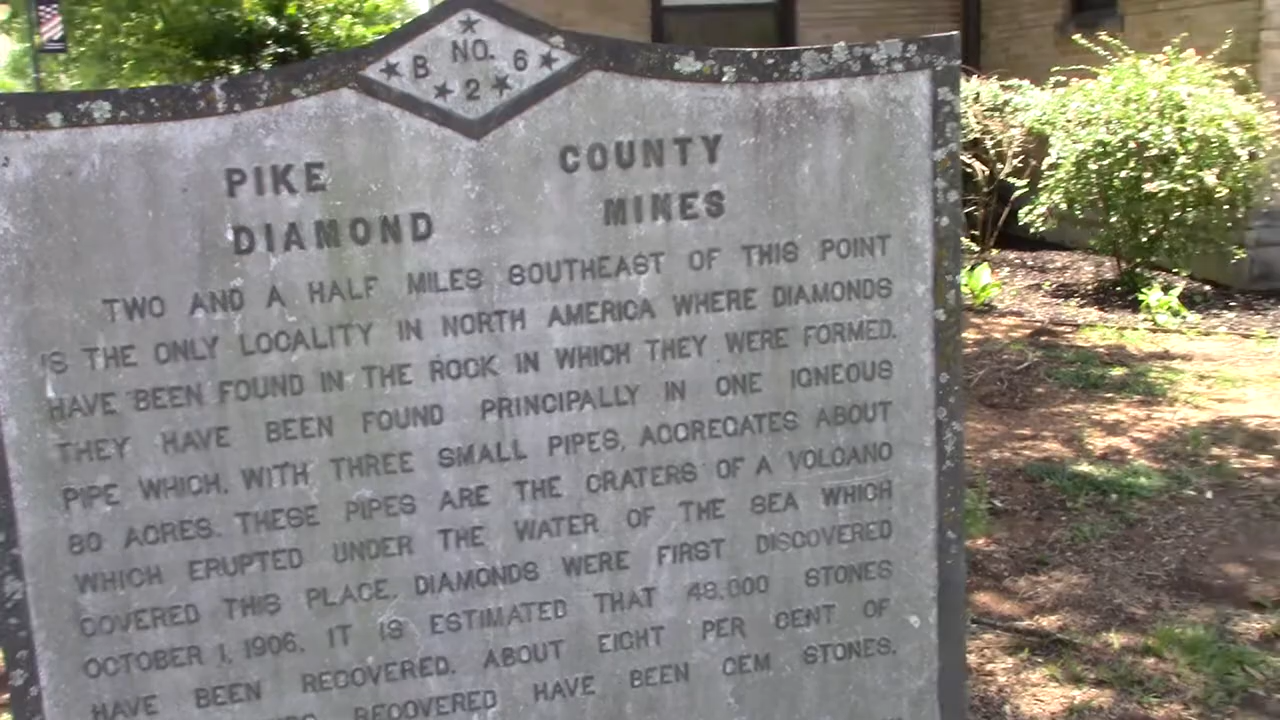 NO.
B 6
2
PIKE COUNTY
DIAMOND MINES
TWO AND A HALF MILES SOUTHEAST OF THIS POINT
IS THE ONLY LOCALITY IN NORTH AMERICA WHERE DIAMONDS
HAVE BEEN FOUND IN THE ROCK IN WHICH THEY WERE FORMED.
THEY HAVE BEEN FOUND PRINCIPALLY IN ONE IGNEOUS
PIPE WHICH, WITH THREE SMALL PIPES, AGGREGATES ABOUT
80 ACRES. THESE PIPES ARE THE CRATERS OF A VOLCANO
WHICH ERUPTED UNDER THE WATER OF THE SEA WHICH
COVERED THIS PLACE. DIAMONDS WERE FIRST DISCOVERED
OCTOBER 1, 1906. IT IS ESTIMATED THAT 48,000 STONES
HAVE BEEN RECOVERED. ABOUT EIGHT PER CENT OF
RECOVERED HAVE BEEN GEM STONES.